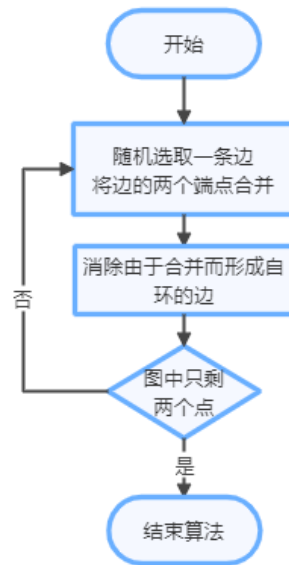 开始
随机选取一条边
将边的两个端点合并
消除由于合并而形成自
环的边
否
图中只剩
两个点
是
结束算法